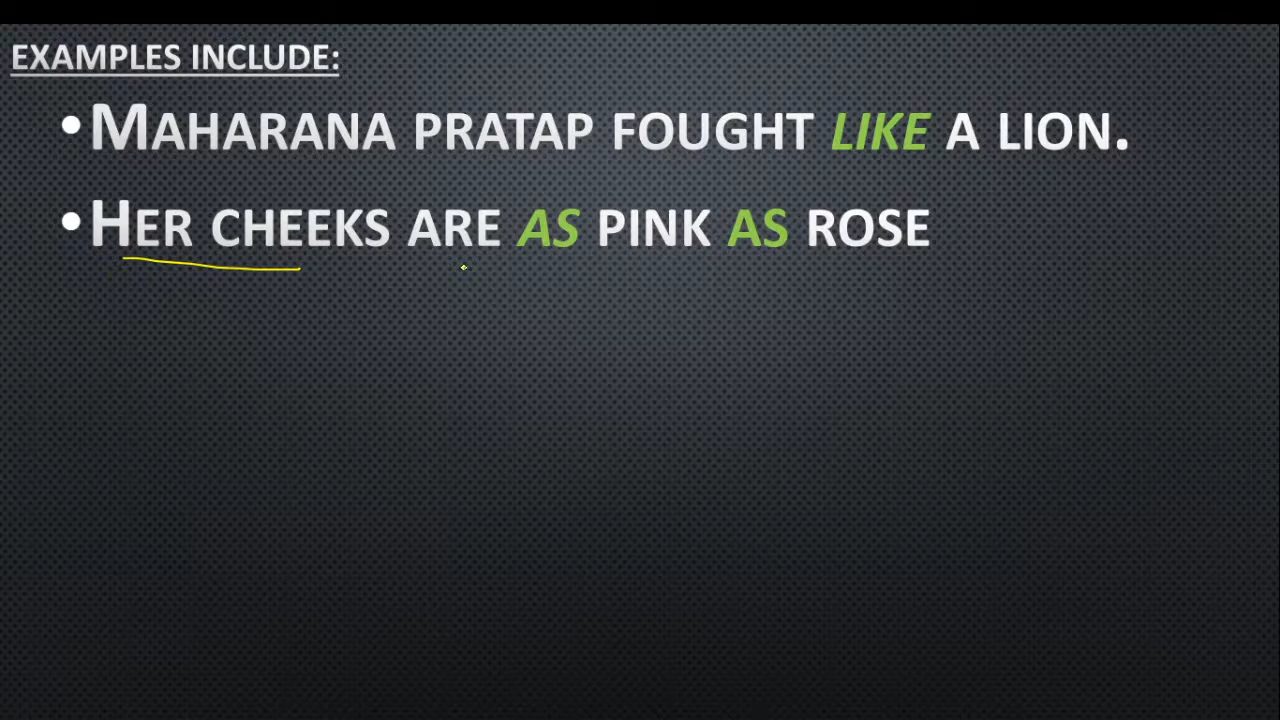 EXAMPLES INCLUDE:
•MAHARANA PRATAP FOUGHT LIKE A LION.
•HER CHEEKS ARE AS PINK AS ROSE